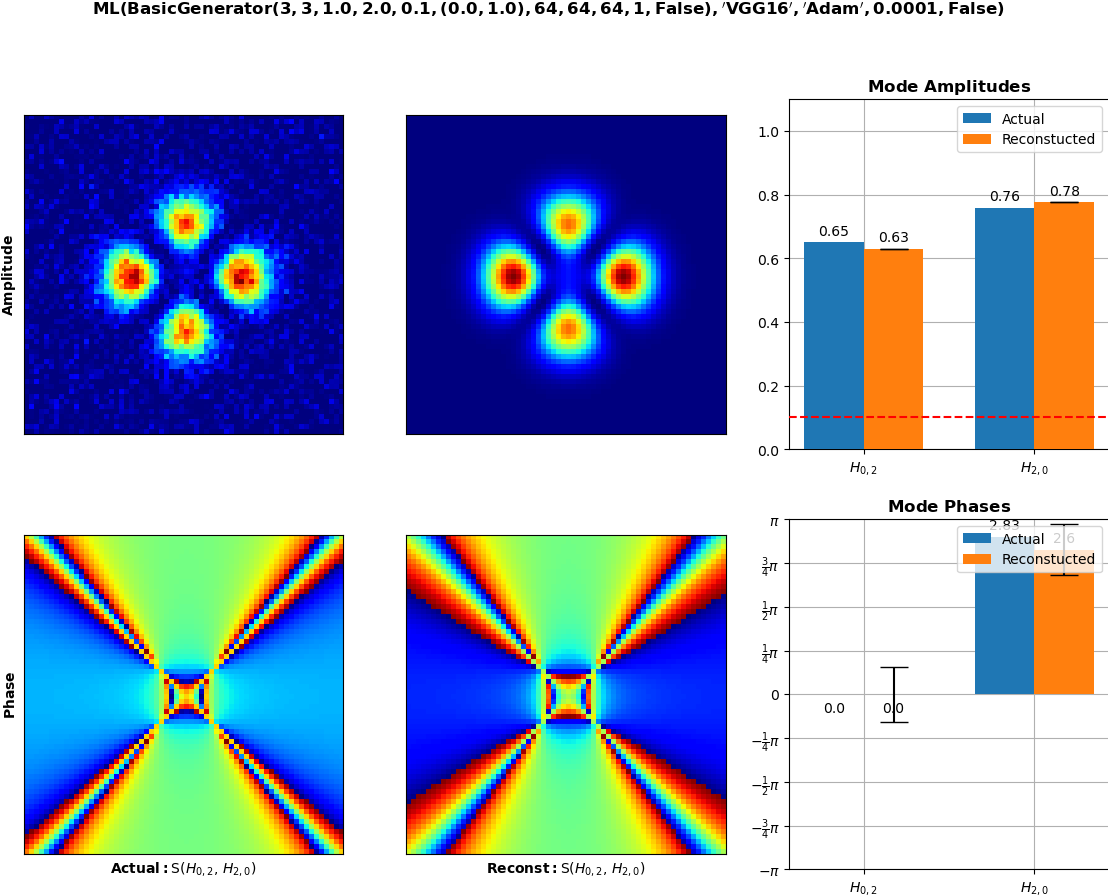 ML(BasicGenerator(3, 3, 1.0, 2.0, 0.1, (0.0, 1.0), 64, 64, 64, 1, False), ′VGG16′, ′Adam′, 0.0001, False)
Amplitude
Mode Amplitudes
Actual
Reconstucted
1.0
0.8
0.6
0.4
0.2
0.0
0.65
0.63
0.76
0.78
H0, 2
H2, 0
Phase
Actual: S(H0, 2, H2, 0)
Reconst: S(H0, 2, H2, 0)
Mode Phases
Actual
Reconstucted
π
3/4π
1/2π
1/4π
0
−1/4π
−1/2π
−3/4π
−π
0.0
0.0
2.83
2.6
H0, 2
H2, 0